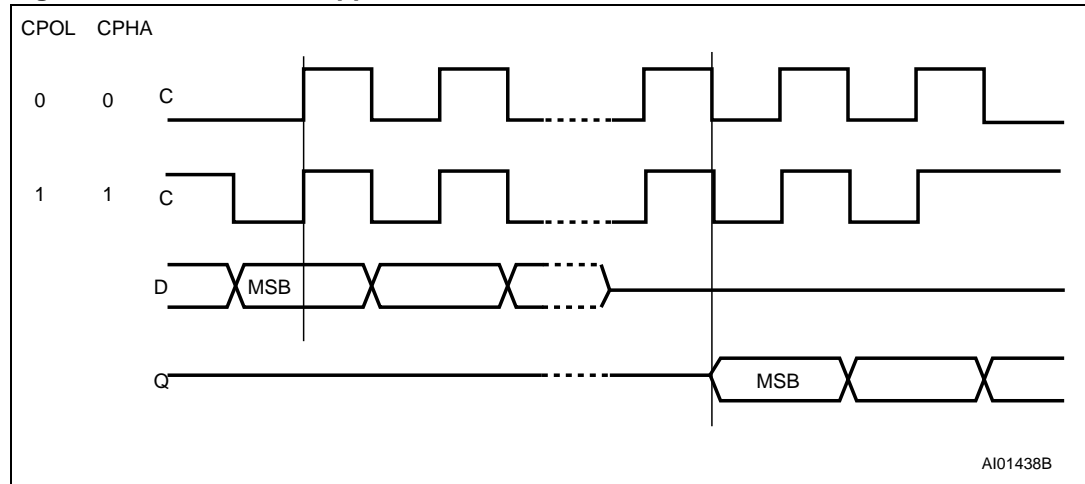 CPOL CPHA
0 0 C
1 1 C
D MSB
Q MSB
AI01438B